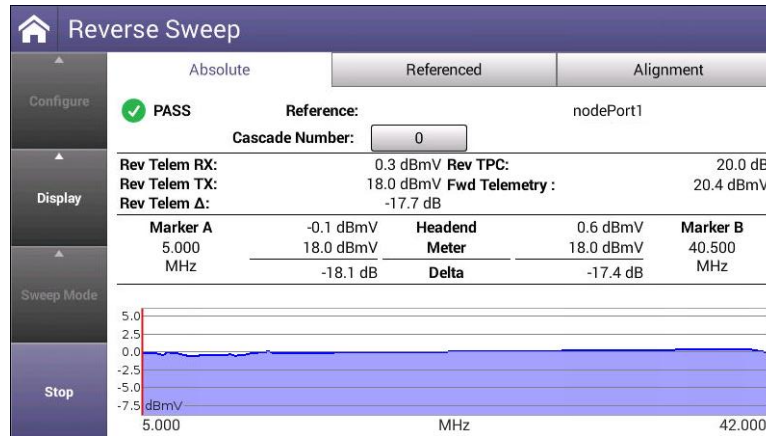 Reverse Sweep
Configure
Display
Sweep Mode
Stop
Absolute Referenced Alignment
PASS Reference: nodePort1
Cascade Number: 0
Rev Telem RX: 0.3 dBmV Rev TPC: 20.0 dB
Rev Telem TX: 18.0 dBmV Fwd Telemetry : 20.4 dBmV
Rev Telem Δ: -17.7 dB
Marker A -0.1 dBmV Headend 0.6 dBmV Marker B
5.000 18.0 dBmV Meter 18.0 dBmV 40.500
MHz -18.1 dB Delta -17.4 dB MHz
5.0
2.5
0.0
-2.5
-5.0
-7.5 dBmV
5.000 MHz 42.000